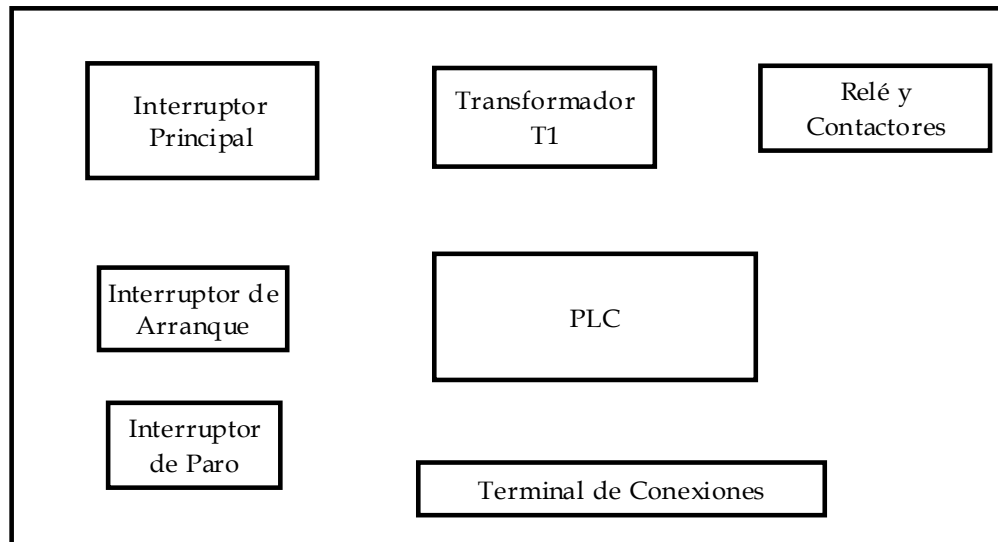 Interruptor
Principal
Transformador
T1
Relé y
Contactores
Interruptor de
Arranque
PLC
Interruptor
de Paro
Terminal de Conexiones